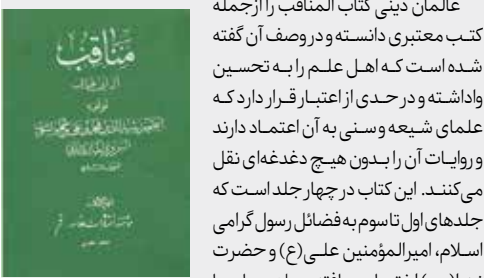 عالمان دینی کتاب المناقب را ازجمله
کتب معتبری دانسته و در وصف آن گفته
شده است که اهل علم را به تحسین
واداشته و در حدی از اعتبار قرار دارد که
علمای شیعه و سنی به آن اعتماد دارند
و روایات آن را بدون هیچ دغدغه‌ای نقل
می‌کنند. این کتاب در چهار جلد است که
جلدهای اول تا سوم به فضائل رسول گرامی
اسلام، امیرالمؤمنین علی(ع) و حضرت
مناقب